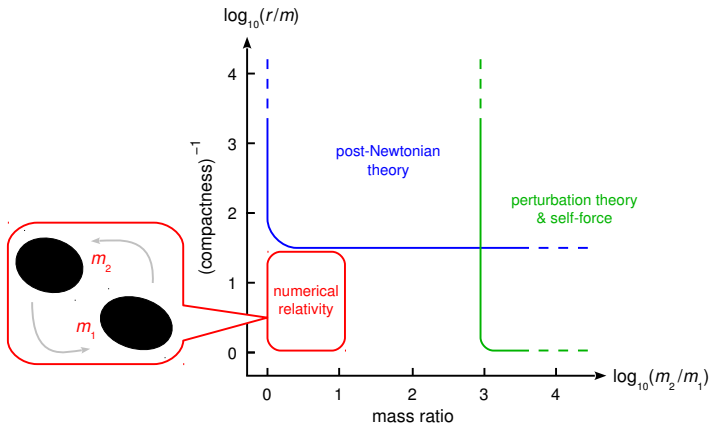 log₁₀(r/m)
4
3
2
1
0
(compactness)⁻¹
post-Newtonian
theory
perturbation theory
& self-force
numerical
relativity
m₂
m₁
0
1
2
3
4
log₁₀(m₂/m₁)
mass ratio